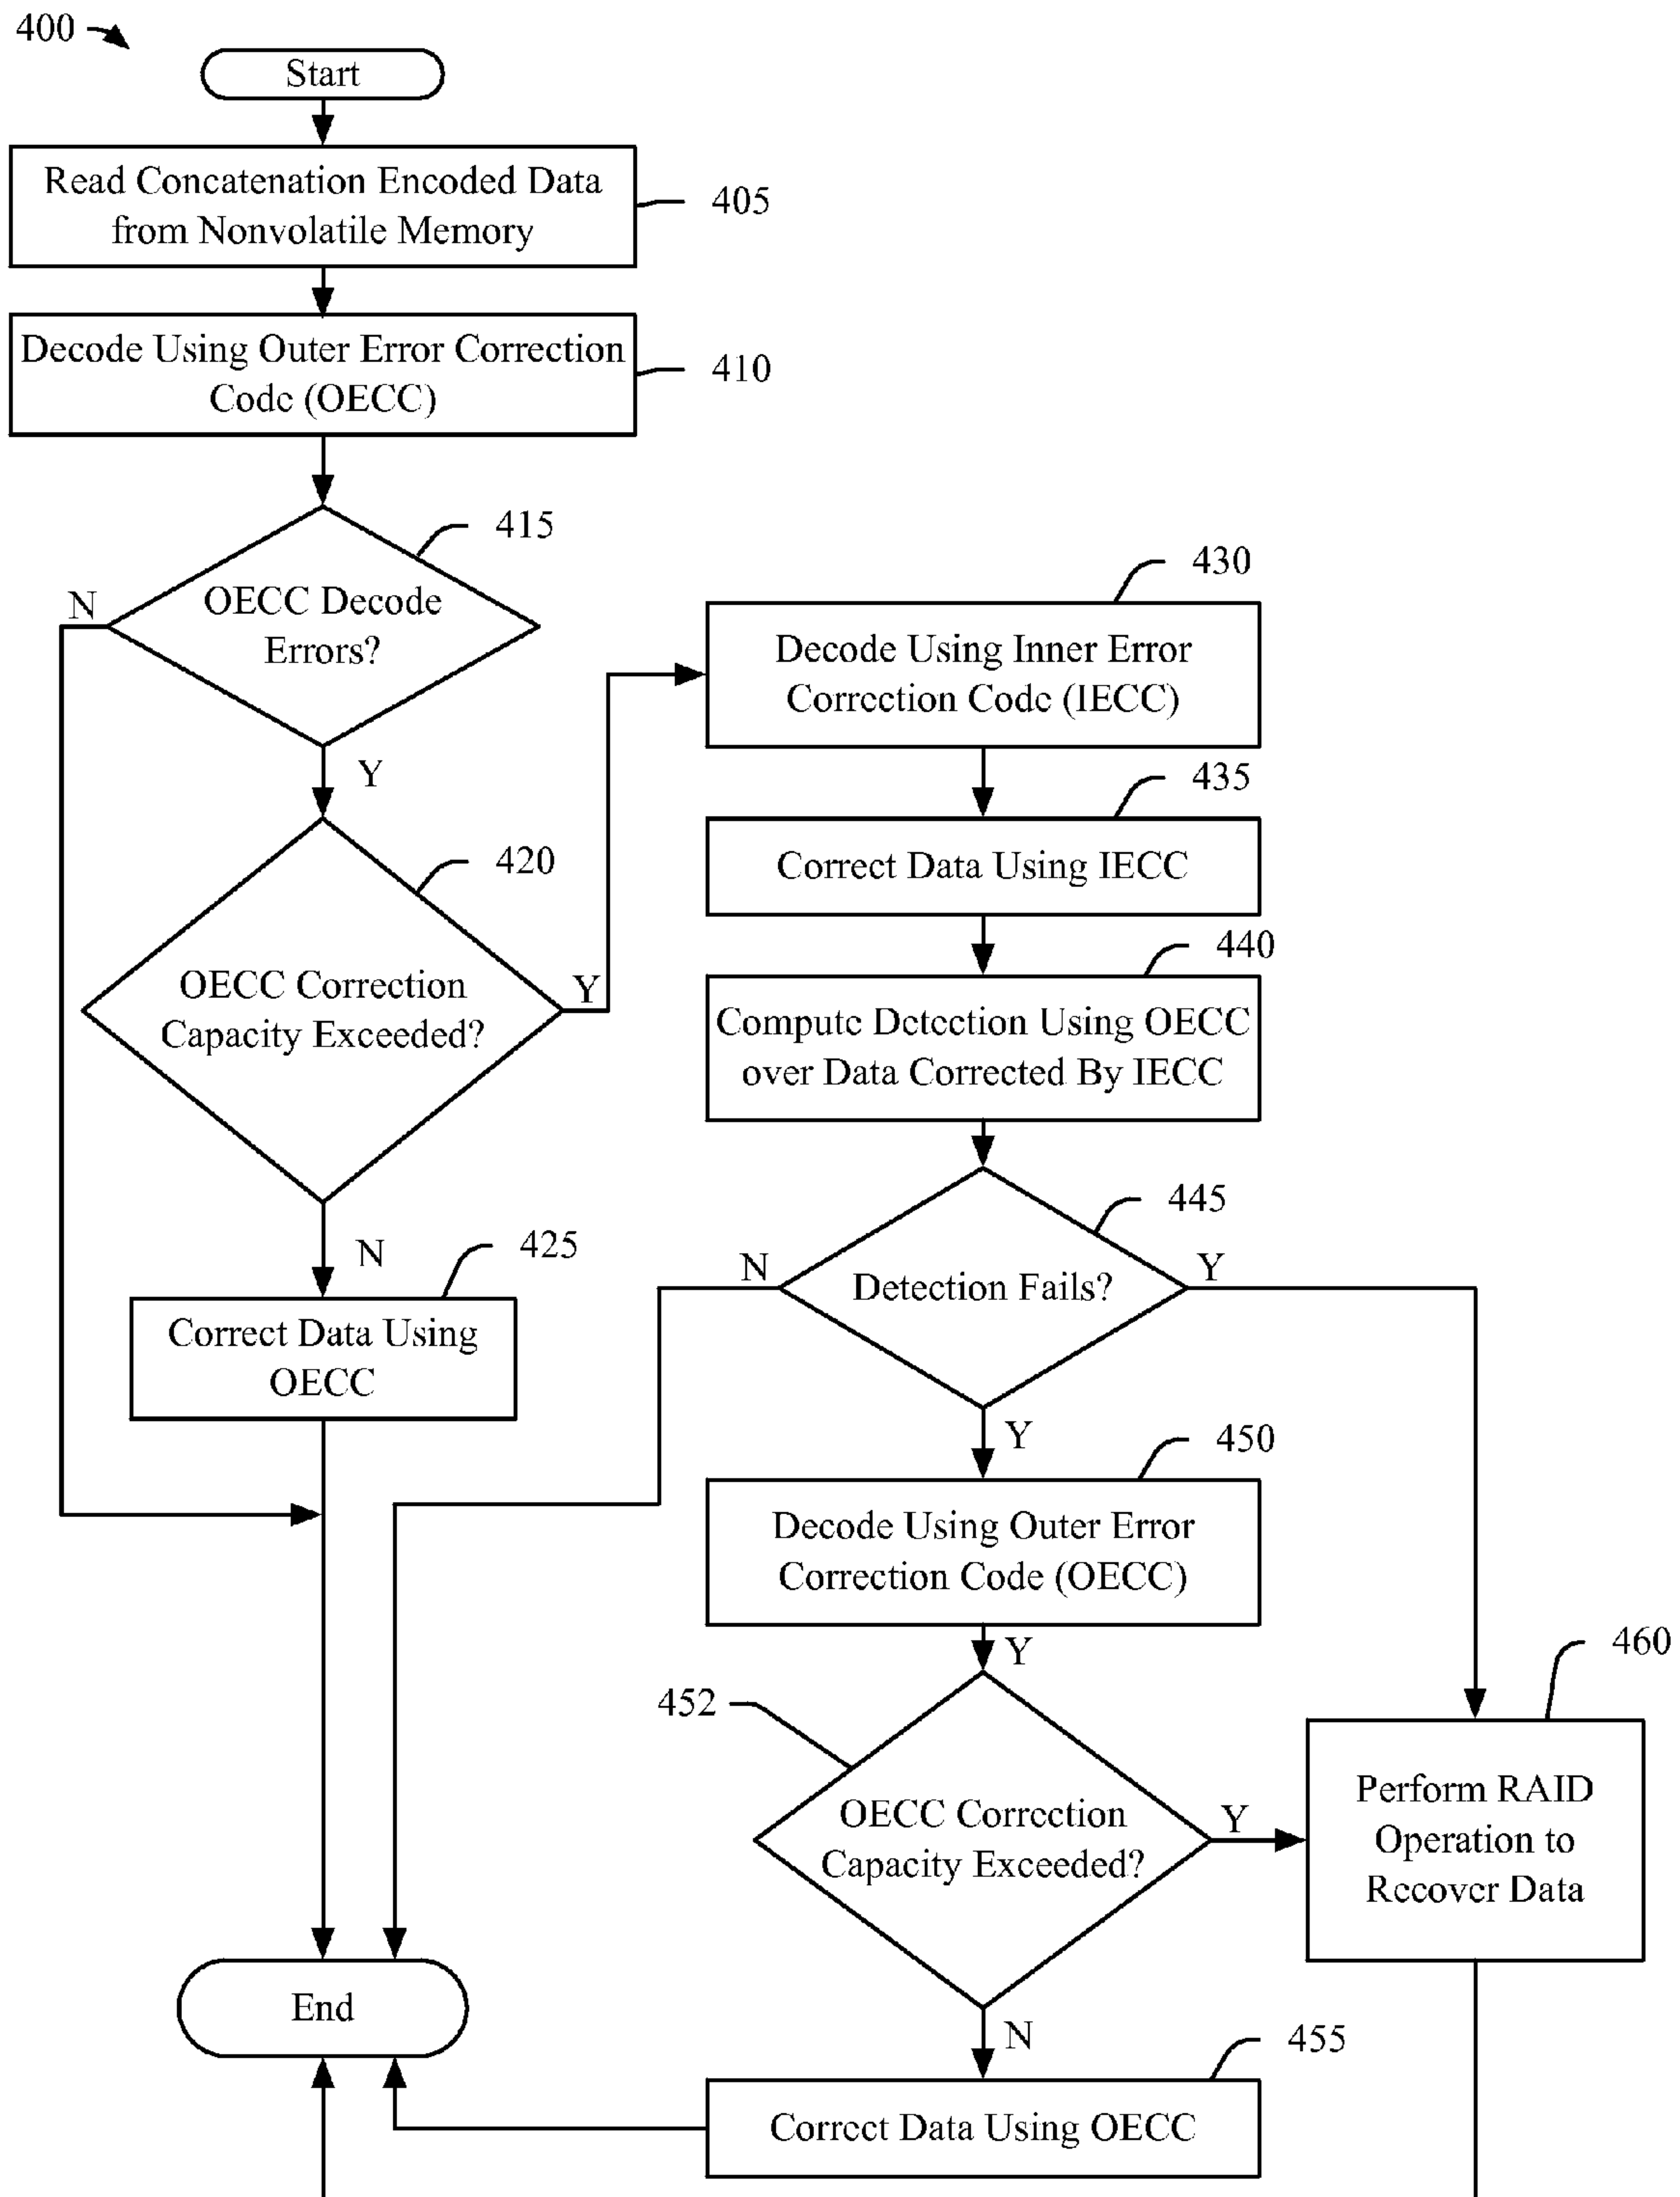 400
Start
Read Concatenation Encoded Data
from Nonvolatile Memory
405
Decode Using Outer Error Correction
Code (OECC)
410
415
OECC Decode
Errors?
N
Y
420
OECC Correction
Capacity Exceeded?
Y
N
425
Correct Data Using
OECC
430
Decode Using Inner Error
Correction Code (IECC)
435
Correct Data Using IECC
440
Compute Detection Using OECC
over Data Corrected By IECC
445
Detection Fails?
N
Y
Y
450
Decode Using Outer Error
Correction Code (OECC)
Y
452
OECC Correction
Capacity Exceeded?
Y
N
460
Perform RAID
Operation to
Recover Data
455
Correct Data Using OECC
End